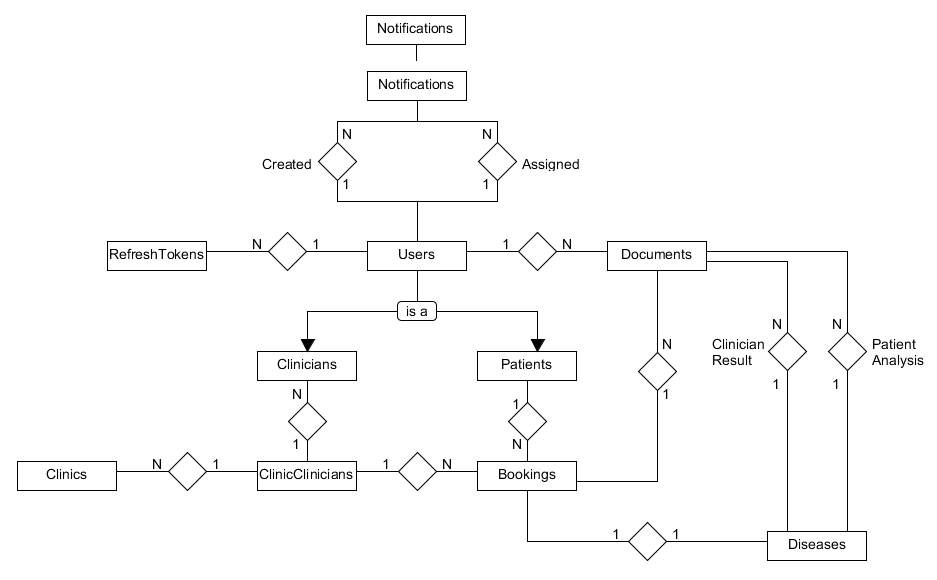 Notifications
Notifications
N
N
Created
Assigned
1
1
RefreshTokens
N
1
Users
1
N
Documents
is a
Clinicians
Patients
N
N
N
Clinician
Result
Patient
Analysis
1
1
1
N
1
1
N
Clinics
N
1
ClinicClinicians
1
N
Bookings
1
1
Diseases